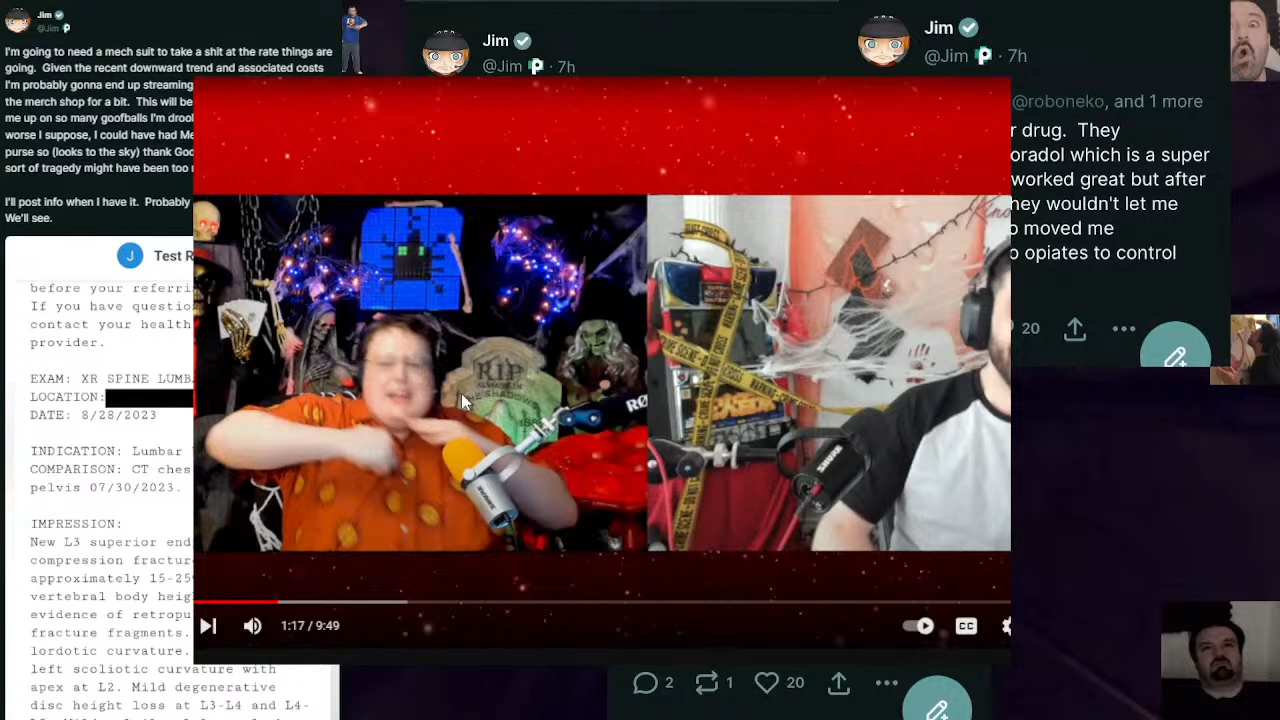 Jim
@Jim
I'm going to need a mech suit to take a shit at the rate things are
going. Given the recent downward trend and associated costs
I'm probably gonna end up streaming
the merch shop for a bit. This will be
me up on so many goofballs I'm drool
worse I suppose, I could have had Me
purse so (looks to the sky) thank God
sort of tragedy might have been too
I'll post info when I have it. Probably
We'll see.
J
Test R
before your referri
If you have questio
contact your health
provider.
EXAM: XR SPINE LUMB
LOCATION:
DATE: 8/28/2023
INDICATION: Lumbar
COMPARISON: CT ches
pelvis 07/30/2023.
IMPRESSION:
New L3 superior end
compression fractur
approximately 15-25
vertebral body heig
evidence of retropu
fracture fragments.
lordotic curvature.
left scoliotic curvature with
apex at L2. Mild degenerative
disc height loss at L3-L4 and L4-
Jim
@Jim · 7h
RIP
RØ
SHURE
1:17 / 9:49
CC
2
1
20
Jim
@Jim · 7h
@roboneko, and 1 more
r drug. They
oradol which is a super
worked great but after
hey wouldn't let me
o moved me
o opiates to control
20